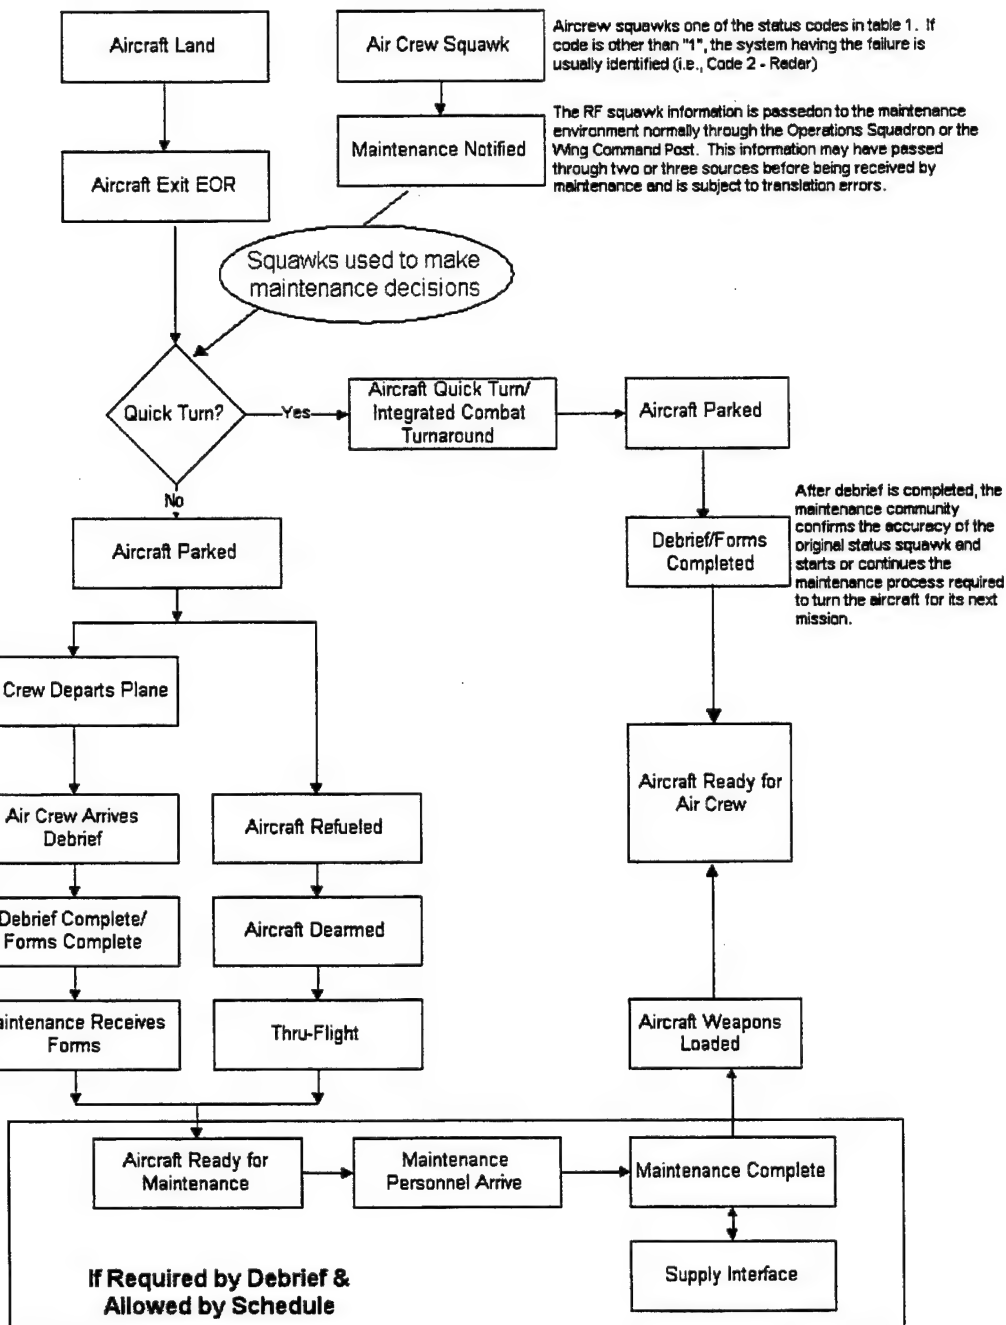 Aircraft Land
Air Crew Squawk
Aircrew squawks one of the status codes in table 1. If
code is other than "1", the system having the failure is
usually identified (i.e., Code 2 - Radar)
Aircraft Exit EOR
Maintenance Notified
The RF squawk information is passedon to the maintenance
environment normally through the Operations Squadron or the
Wing Command Post. This information may have passed
through two or three sources before being received by
maintenance and is subject to translation errors.
Squawks used to make
maintenance decisions
Quick Turn?
Yes
Aircraft Quick Turn/
Integrated Combat
Turnaround
Aircraft Parked
No
Aircraft Parked
Debrief/Forms
Completed
After debrief is completed, the
maintenance community
confirms the accuracy of the
original status squawk and
starts or continues the
maintenance process required
to turn the aircraft for its next
mission.
Crew Departs Plane
Aircraft Ready for
Air Crew
Air Crew Arrives
Debrief
Aircraft Refueled
Debrief Complete/
Forms Complete
Aircraft Dearmed
aintenance Receives
Forms
Thru-Flight
Aircraft Weapons
Loaded
Aircraft Ready for
Maintenance
Maintenance
Personnel Arrive
Maintenance Complete
Supply Interface
If Required by Debrief &
Allowed by Schedule